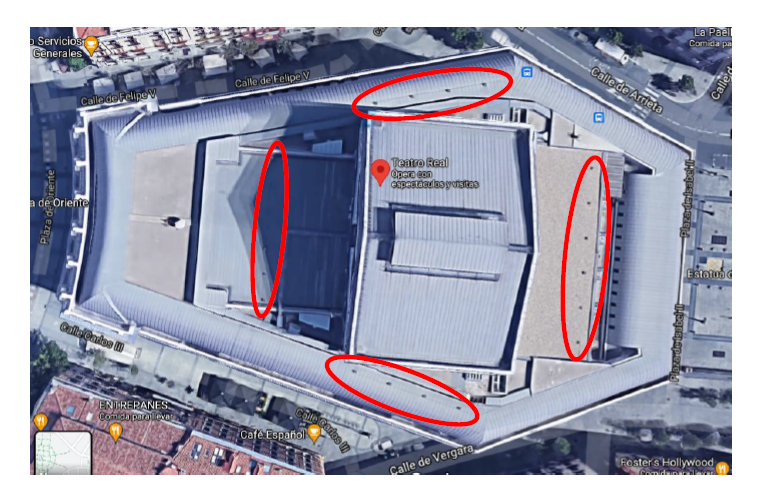 o Servicios
Generales
La Pael
Comida pa
Calle de Felipe V
Calle de Felipe V
Calle de Arrieta
Calle d
Teatro Real
Opera con
espectáculos y visitas
Plaza de Oriente
a de Oriente
Plaza de Isabel II
Estatua d
Plaza de Isabel II
Calle Carlos III
ENTREPANES
Comida para llevar
Calle Carlos III
Café Español
Calle de Vergara
Foster's Hollywood
Comida para llevar